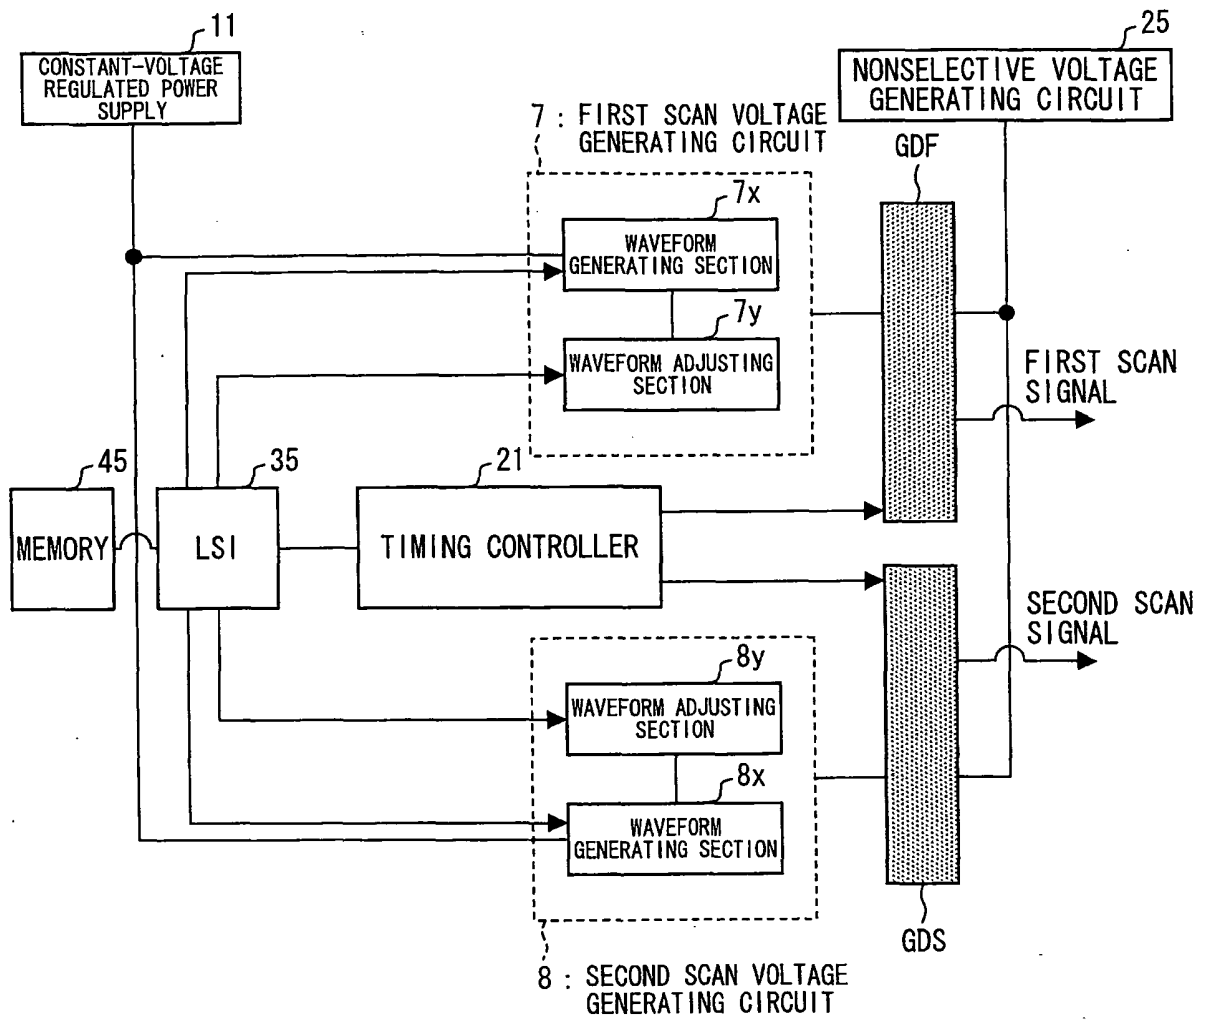 11
CONSTANT-VOLTAGE
REGULATED POWER
SUPPLY
25
NONSELECTIVE VOLTAGE
GENERATING CIRCUIT
7 : FIRST SCAN VOLTAGE
GENERATING CIRCUIT
GDF
7x
WAVEFORM
GENERATING SECTION
7y
WAVEFORM ADJUSTING
SECTION
FIRST SCAN
SIGNAL
45
MEMORY
35
LSI
21
TIMING CONTROLLER
SECOND SCAN
SIGNAL
8y
WAVEFORM ADJUSTING
SECTION
8x
WAVEFORM
GENERATING SECTION
GDS
8 : SECOND SCAN VOLTAGE
GENERATING CIRCUIT